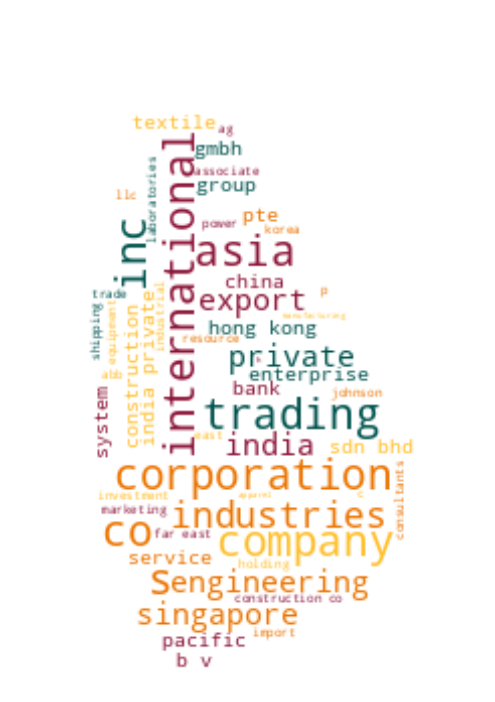 textile
ag
gmbh
international
laboratories
associate
group
llc
pte
power
korea
inc
asia
china
export
p
trade
shipping
equipment
construction
india private
industrial
manufacturing
hong kong
resource
private
enterprise
abb
bank
johnson
system
trading
east
india
sdn bhd
corporation
consultants
investment
apparel
c
marketing
industries
co
far east
company
service
holding
s
engineering
construction co
singapore
import
pacific
b v